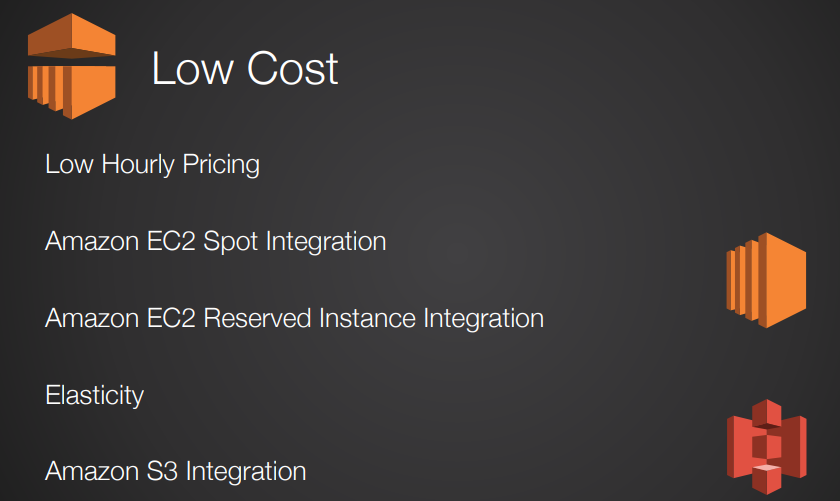 Low Cost
Low Hourly Pricing
Amazon EC2 Spot Integration
Amazon EC2 Reserved Instance Integration
Elasticity
Amazon S3 Integration